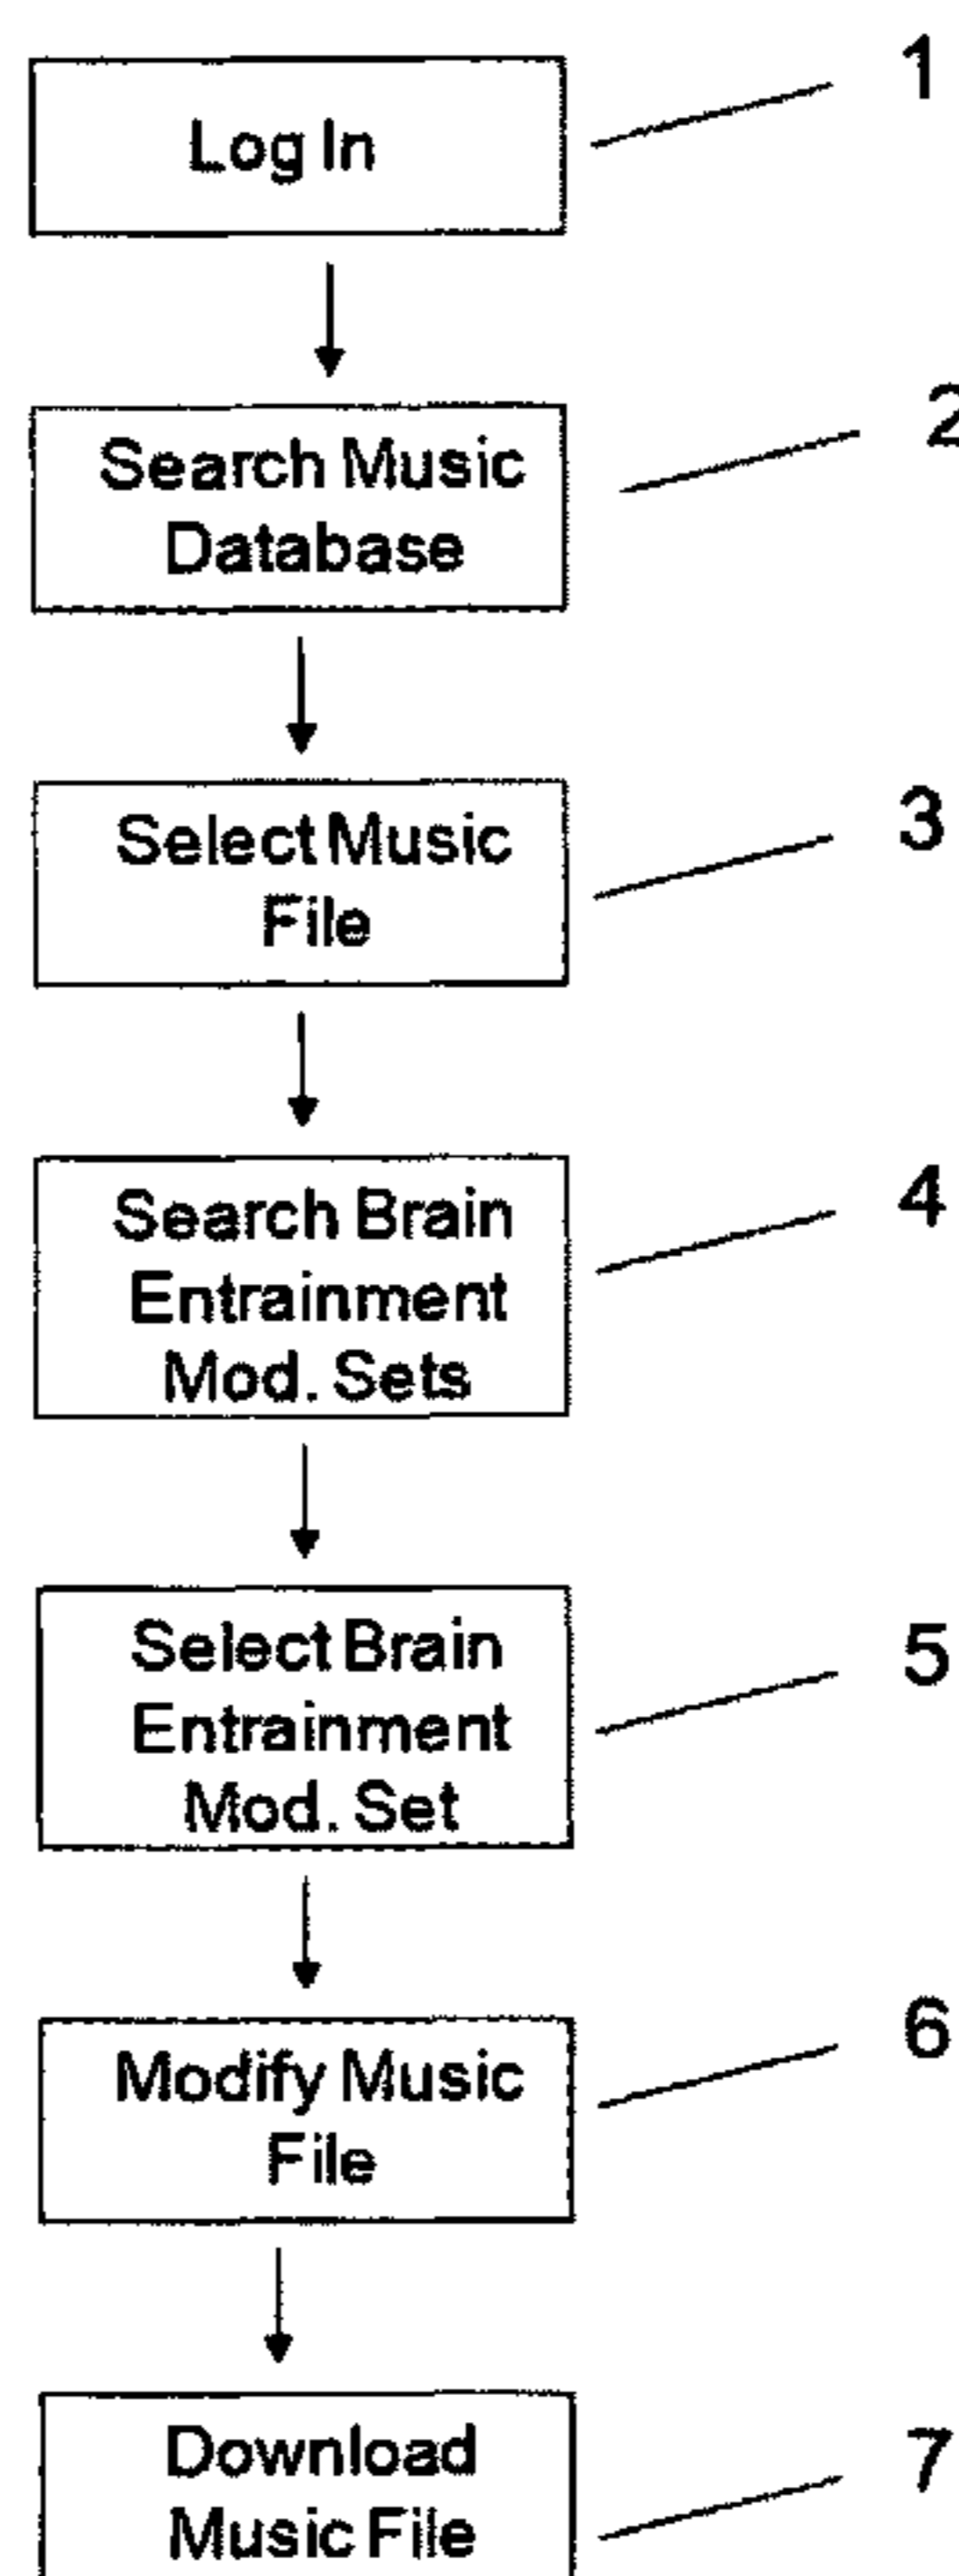 Log In
1
Search Music
Database
2
Select Music
File
3
Search Brain
Entrainment
Mod. Sets
4
Select Brain
Entrainment
Mod. Set
5
Modify Music
File
6
Download
Music File
7